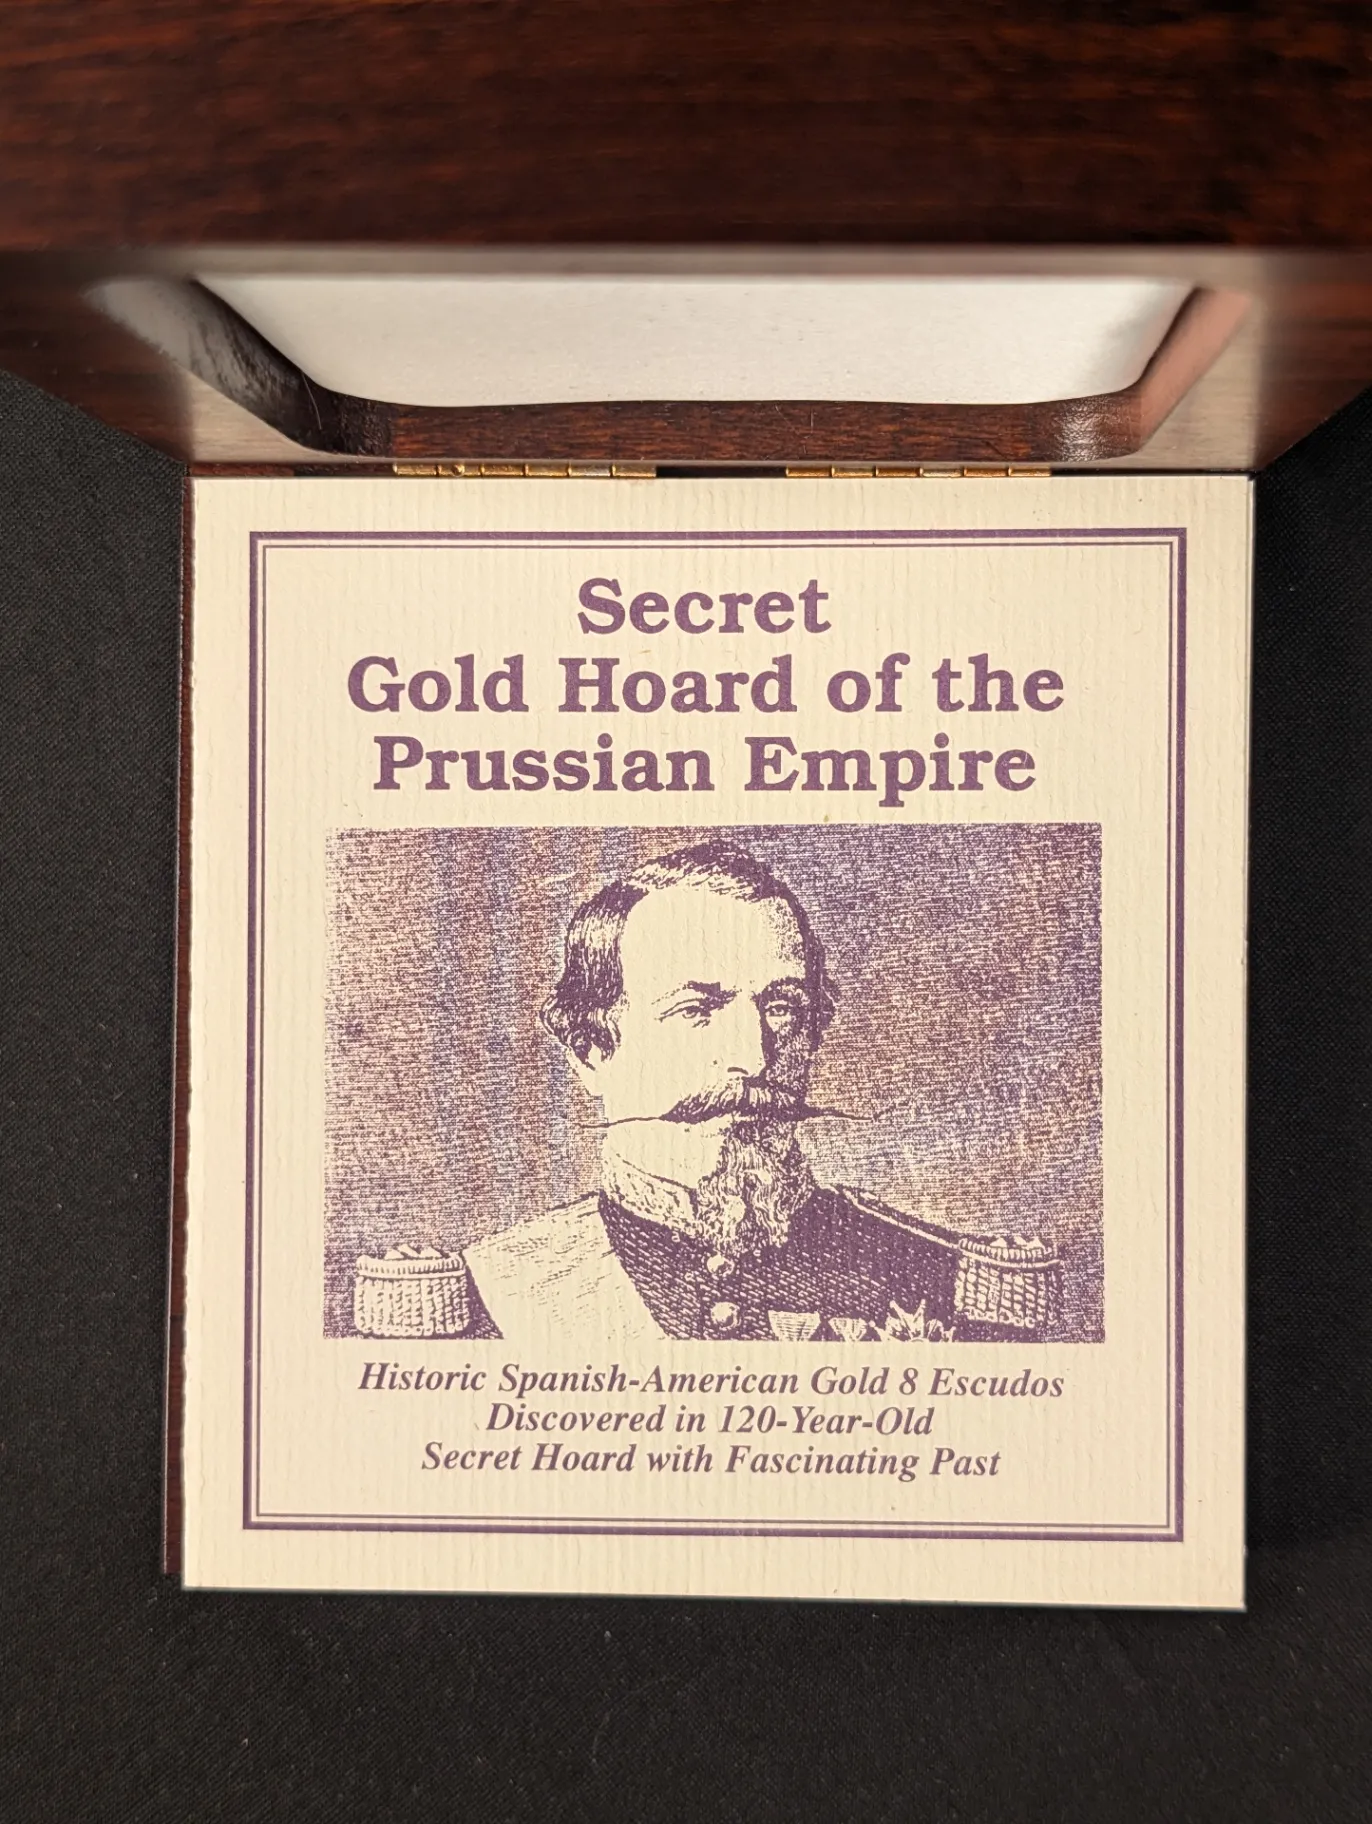 Secret
Gold Hoard of the
Prussian Empire
Historic Spanish-American Gold 8 Escudos
Discovered in 120-Year-Old
Secret Hoard with Fascinating Past